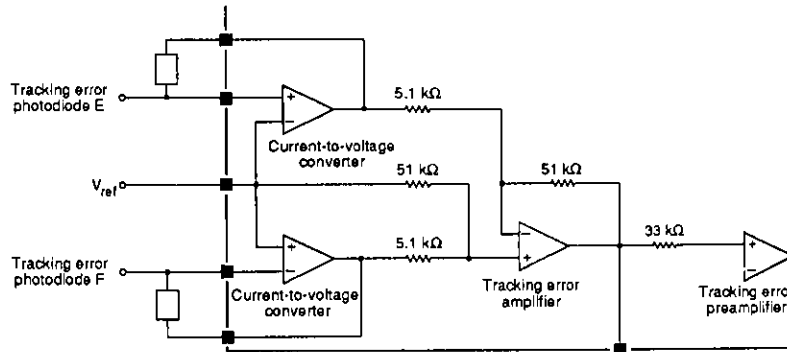 Tracking error
photodiode E
+
−
Current-to-voltage
converter
5.1 kΩ
V_ref
51 kΩ
51 kΩ
Tracking error
photodiode F
+
−
Current-to-voltage
converter
5.1 kΩ
−
+
Tracking error
amplifier
33 kΩ
+
−
Tracking error
preamplifier